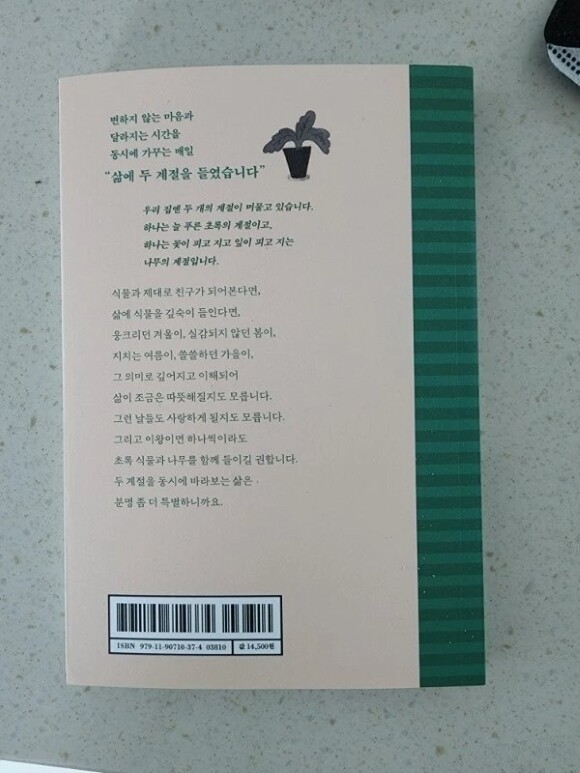 변하지 않는 마음과
달라지는 시간을
동시에 가꾸는 매일
“삶에 두 계절을 들였습니다”
우리 집엔 두 개의 계절이 머물고 있습니다.
하나는 늘 푸른 초록의 계절이고,
하나는 꽃이 피고 지고 잎이 피고 지는
나무의 계절입니다.
식물과 제대로 친구가 되어본다면,
삶에 식물을 깊숙이 들인다면,
웅크리던 겨울이, 실감되지 않던 봄이,
지치는 여름이, 쓸쓸하던 가을이,
그 의미로 깊어지고 이해되어
삶이 조금은 따뜻해질지도 모릅니다.
그런 날들도 사랑하게 될지도 모릅니다.
그리고 이왕이면 하나씩이라도
초록 식물과 나무를 함께 들이길 권합니다.
두 계절을 동시에 바라보는 삶은
분명 좀 더 특별하니까요.
ISBN 979-11-90710-37-4 03810 값 14,500원